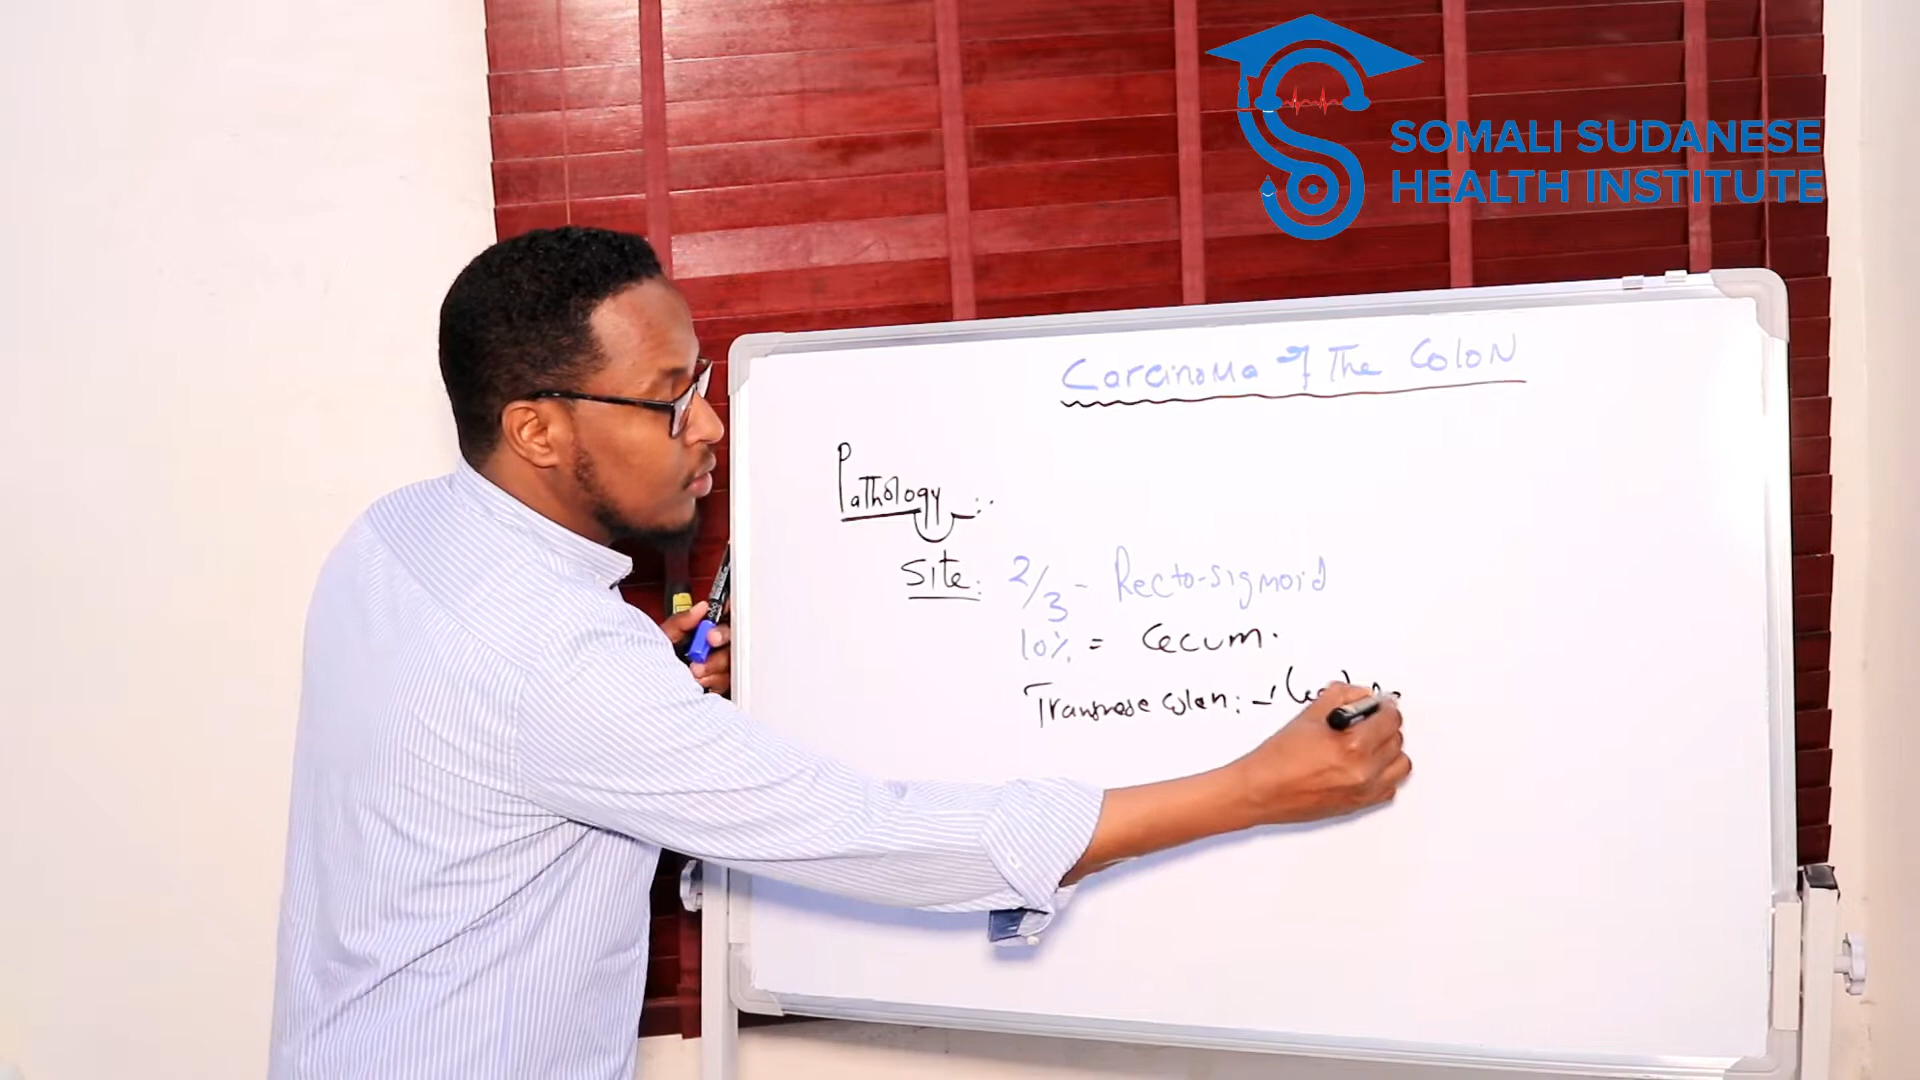 SOMALI SUDANESE
HEALTH INSTITUTE
Carcinoma of The Colon
Pathology :.
Site: 2/3 - Recto-sigmoid
10% = Cecum.
Transverse colon: -